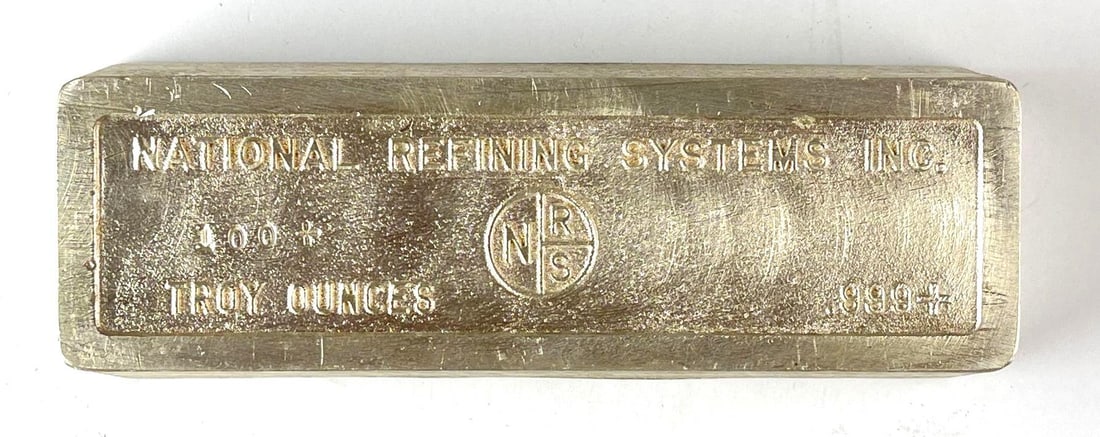 NATIONAL REFINING SYSTEMS INC.
100+
N R S
TROY OUNCES
.999+